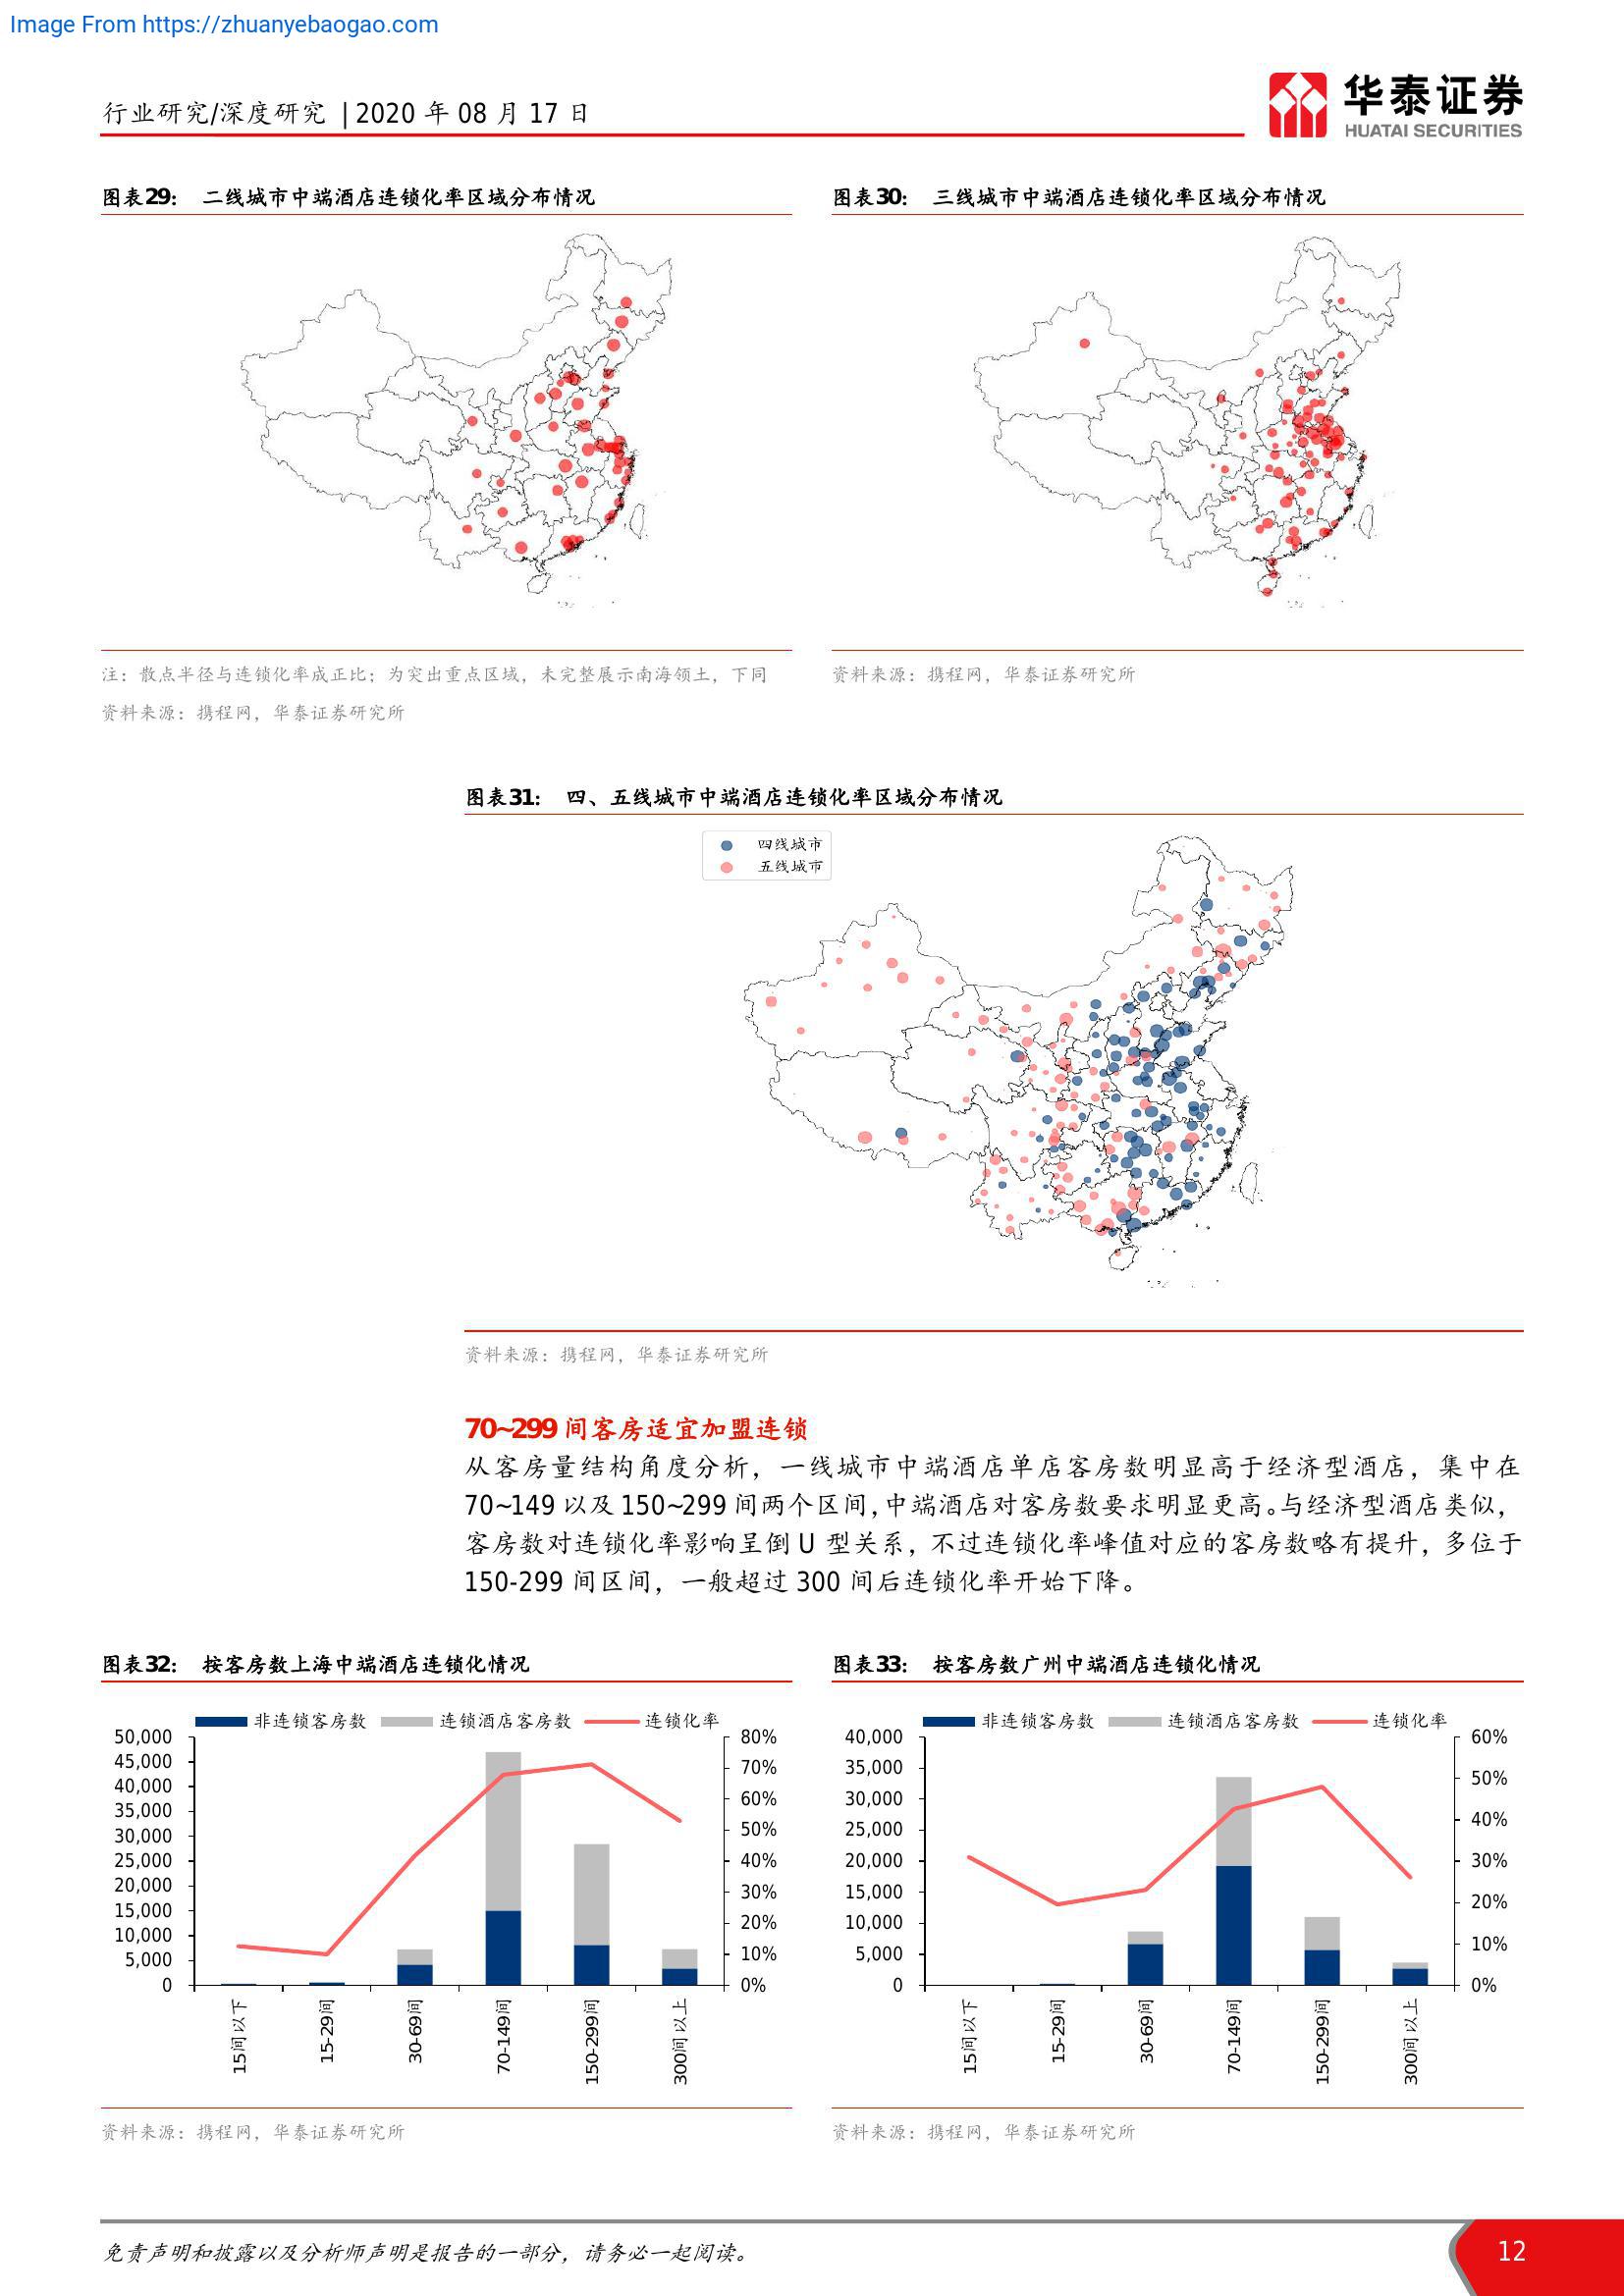 Image From https://zhuanyebaogao.com
行业研究/深度研究 | 2020 年 08 月 17 日
华泰证券
HUATAI SECURITIES
图表29： 二线城市中端酒店连锁化率区域分布情况
图表30： 三线城市中端酒店连锁化率区域分布情况
注：散点半径与连锁化率成正比；为突出重点区域，未完整展示南海领土，下同
资料来源：携程网，华泰证券研究所
资料来源：携程网，华泰证券研究所
图表31： 四、五线城市中端酒店连锁化率区域分布情况
四线城市
五线城市
资料来源：携程网，华泰证券研究所
70~299 间客房适宜加盟连锁
从客房量结构角度分析，一线城市中端酒店单店客房数明显高于经济型酒店，集中在
70~149 以及 150~299 间两个区间，中端酒店对客房数要求明显更高。与经济型酒店类似，
客房数对连锁化率影响呈倒 U 型关系，不过连锁化率峰值对应的客房数略有提升，多位于
150-299 间区间，一般超过 300 间后连锁化率开始下降。
图表32： 按客房数上海中端酒店连锁化情况
非连锁客房数 连锁酒店客房数 连锁化率
50,000
45,000
40,000
35,000
30,000
25,000
20,000
15,000
10,000
5,000
0
80%
70%
60%
50%
40%
30%
20%
10%
0%
15间以下
15-29间
30-69间
70-149间
150-299间
300间以上
资料来源：携程网，华泰证券研究所
图表33： 按客房数广州中端酒店连锁化情况
非连锁客房数 连锁酒店客房数 连锁化率
40,000
35,000
30,000
25,000
20,000
15,000
10,000
5,000
0
60%
50%
40%
30%
20%
10%
0%
15间以下
15-29间
30-69间
70-149间
150-299间
300间以上
资料来源：携程网，华泰证券研究所
免责声明和披露以及分析师声明是报告的一部分，请务必一起阅读。
12